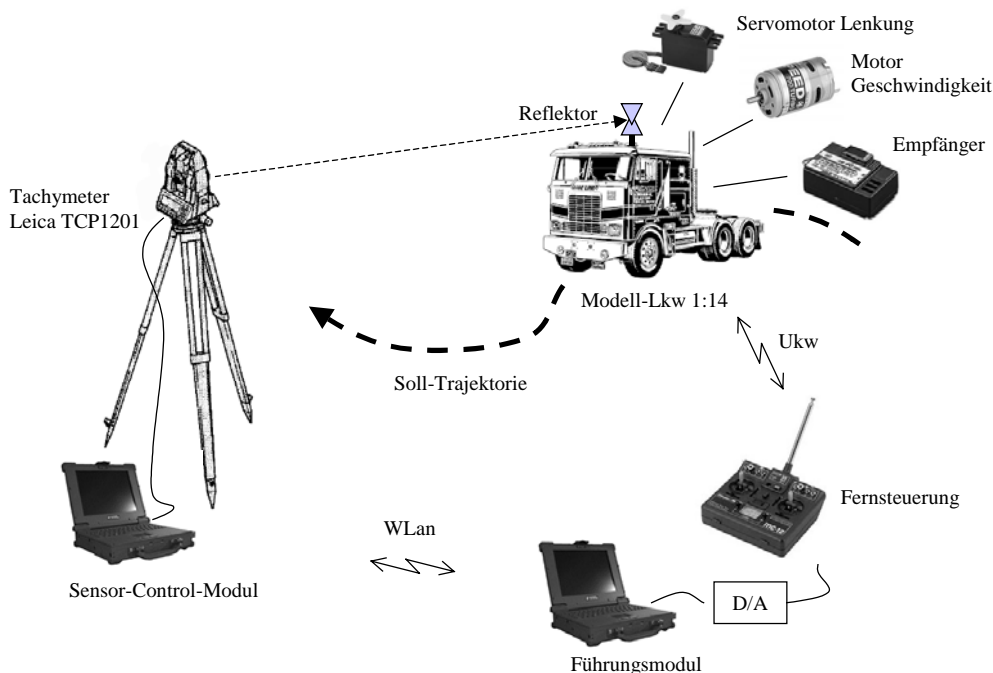 Servomotor Lenkung
Motor
Geschwindigkeit
Reflektor
Empfänger
Tachymeter
Leica TCP1201
Modell-Lkw 1:14
Ukw
Soll-Trajektorie
Fernsteuerung
WLan
Sensor-Control-Modul
D/A
Führungsmodul